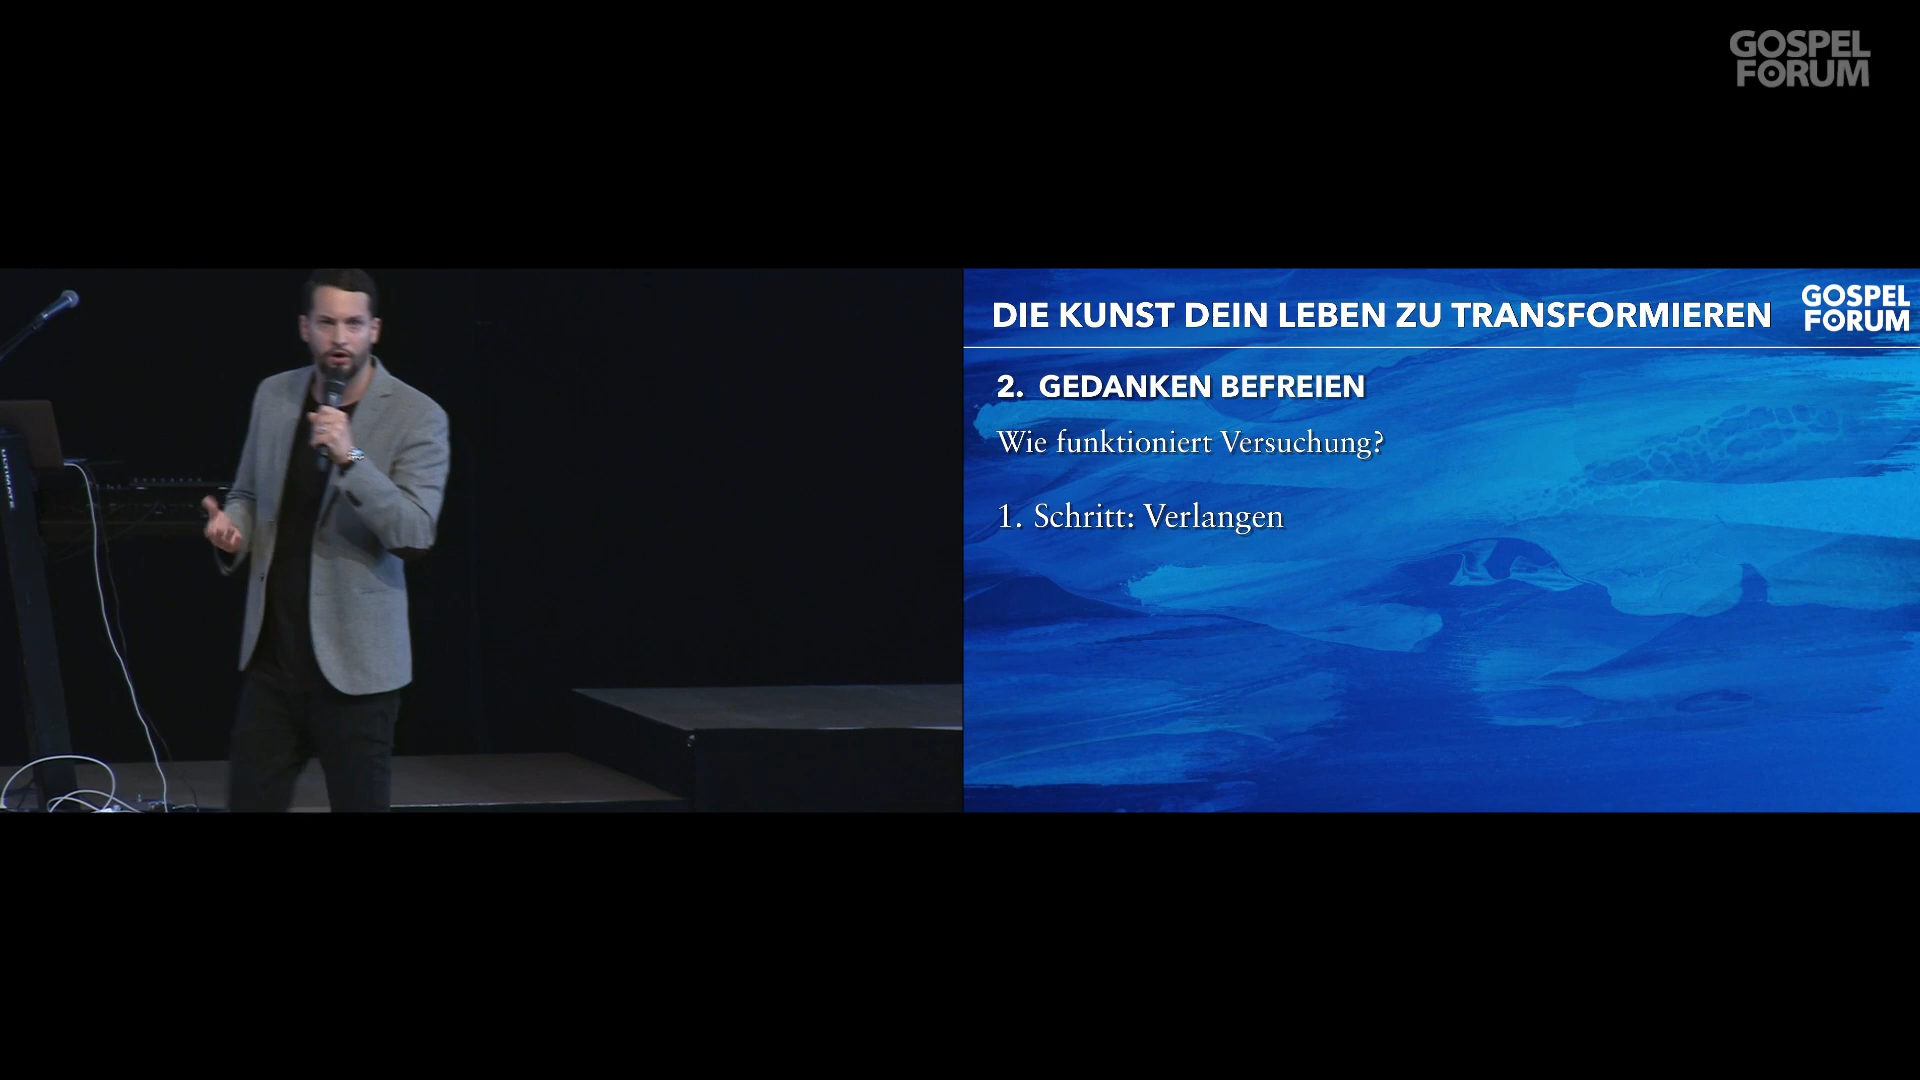 GOSPEL
FORUM
DIE KUNST DEIN LEBEN ZU TRANSFORMIEREN
GOSPEL
FORUM
2. GEDANKEN BEFREIEN
Wie funktioniert Versuchung?
1. Schritt: Verlangen
ULTIMATE